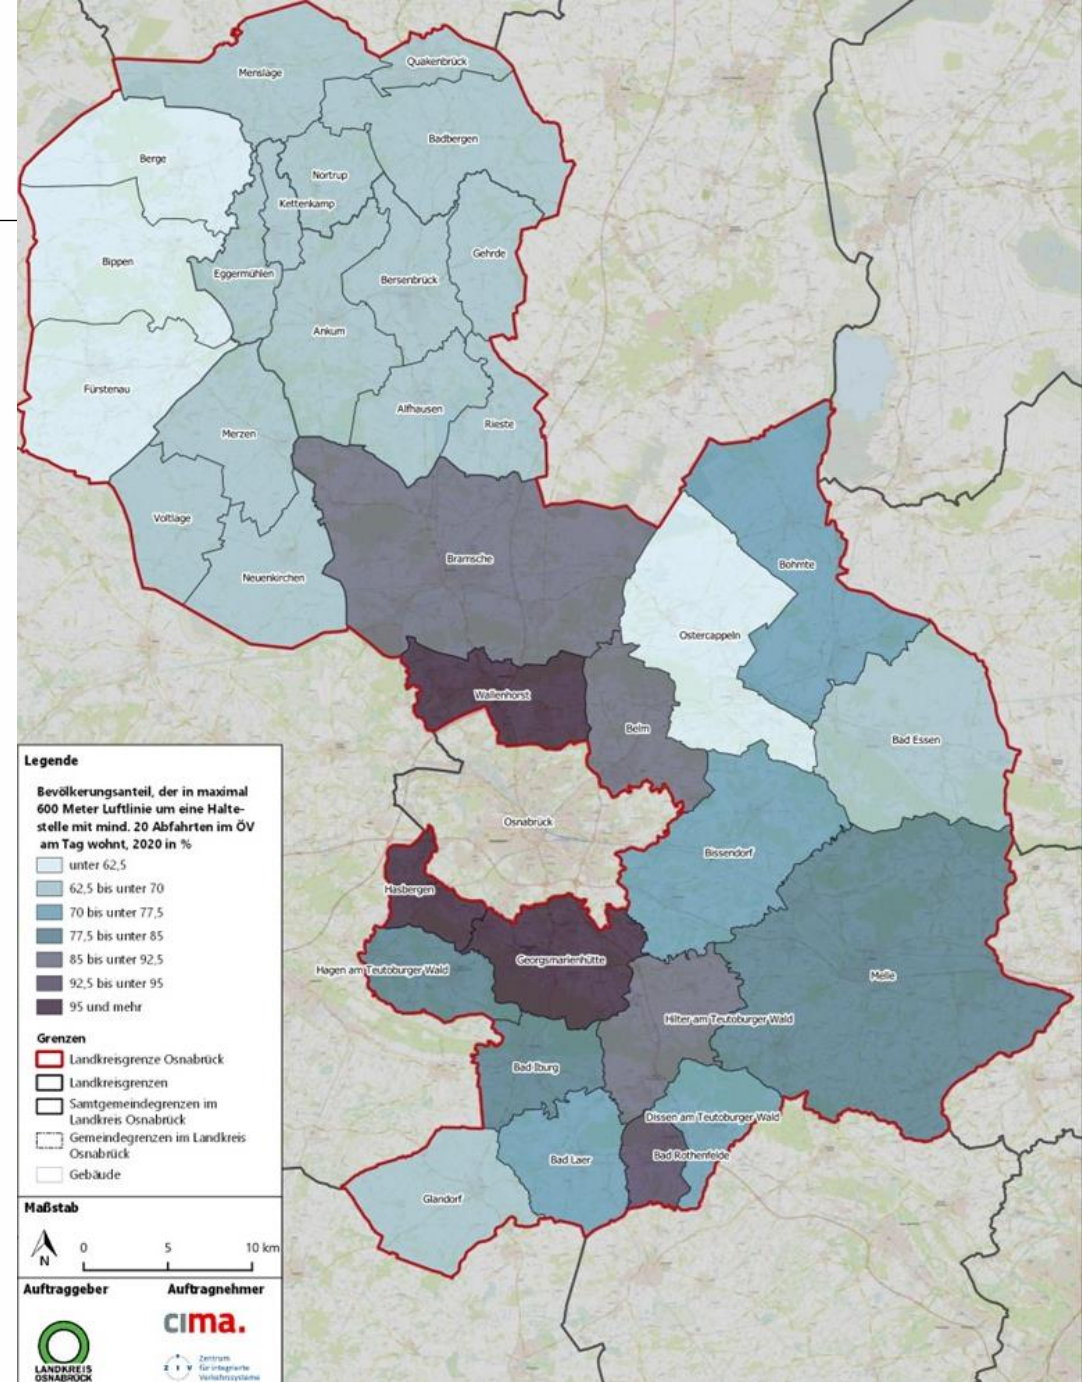 Menslage
Quakenbrück
Badbergen
Berge
Nortrup
Kettenkamp
Gehrde
Bippen
Eggermühlen
Bersenbrück
Ankum
Fürstenau
Alfhausen
Rieste
Merzen
Voltlage
Neuenkirchen
Bramsche
Bohmte
Ostercappeln
Wallenhorst
Belm
Bad Essen
Osnabrück
Bissendorf
Hasbergen
Georgsmarienhütte
Hagen am Teutoburger Wald
Melle
Hilter am Teutoburger Wald
Bad Iburg
Dissen am Teutoburger Wald
Bad Laer
Bad Rothenfelde
Glandorf
Legende
Bevölkerungsanteil, der in maximal
600 Meter Luftlinie um eine Halte-
stelle mit mind. 20 Abfahrten im ÖV
am Tag wohnt, 2020 in %
unter 62,5
62,5 bis unter 70
70 bis unter 77,5
77,5 bis unter 85
85 bis unter 92,5
92,5 bis unter 95
95 und mehr
Grenzen
Landkreisgrenze Osnabrück
Landkreisgrenzen
Samtgemeindegrenzen im
Landkreis Osnabrück
Gemeindegrenzen im Landkreis
Osnabrück
Gebäude
Maßstab
N
0 5 10 km
Auftraggeber Auftragnehmer
cima.
LANDKREIS
OSNABRÜCK
Z I V
Zentrum
für integrierte
Verkehrssysteme